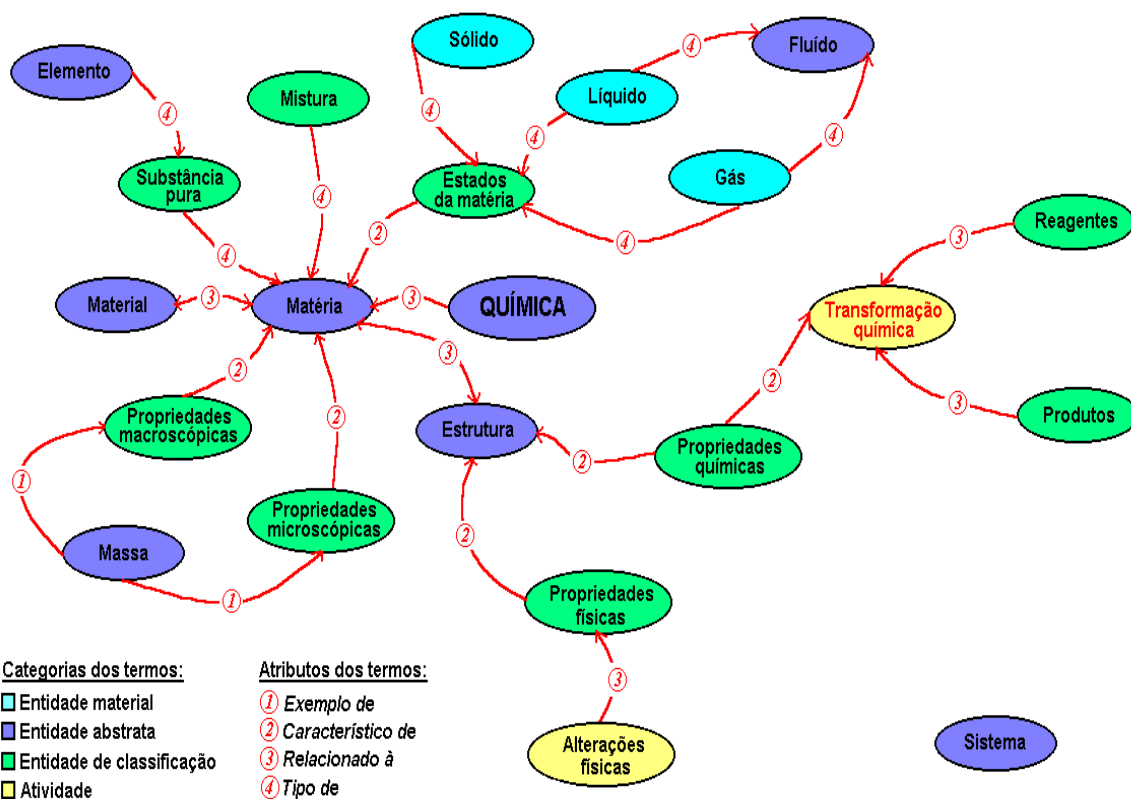 Sólido
Fluído
Elemento
Líquido
Mistura
4
4
4
4
4
4
Substância
pura
Estados
da matéria
Gás
4
Reagentes
2
3
4
4
Material
3
Matéria
3
QUÍMICA
Transformação
química
3
2
2
2
3
Propriedades
macroscópicas
Estrutura
Produtos
Propriedades
químicas
2
1
Propriedades
microscópicas
2
Massa
1
Propriedades
físicas
Categorias dos termos:
Entidade material
Entidade abstrata
Entidade de classificação
Atividade
Atributos dos termos:
1 Exemplo de
2 Característico de
3 Relacionado à
4 Tipo de
3
Alterações
físicas
Sistema